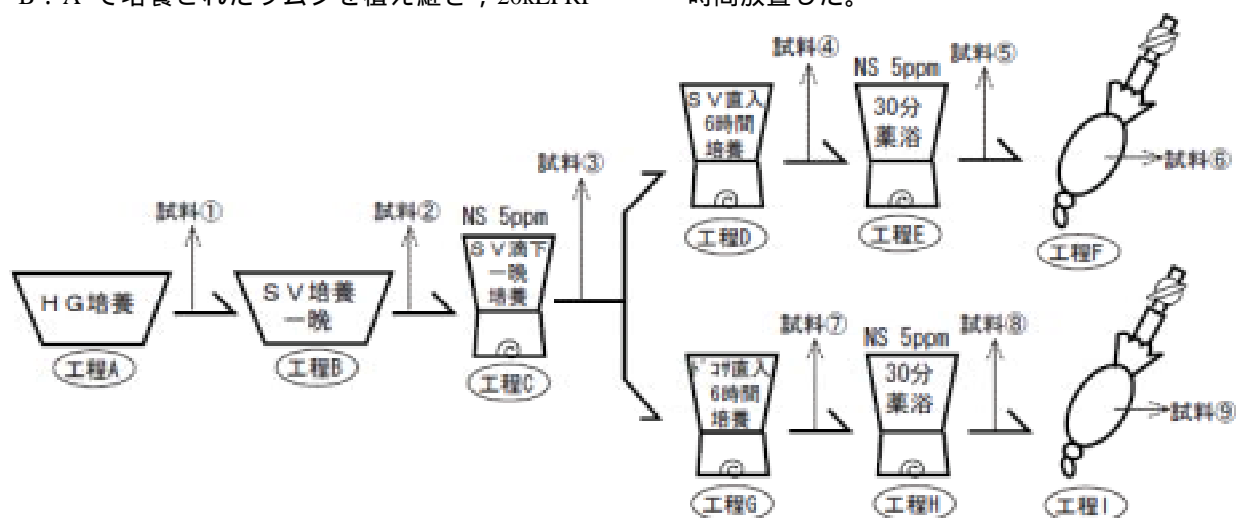 B:A で培養されたワムシを植え継ぎ,20kLFRP
時間放置した。
試料④
試料⑤
NS 5ppm
SV直入
6時間
培養
30分
薬浴
試料⑥
工程D
工程E
工程F
試料①
試料②
試料③
NS 5ppm
HG培養
SV培養
一晩
SV滴下
一晩
培養
工程A
工程B
工程C
試料⑦
試料⑧
NS 5ppm
ドコサ直入
6時間
培養
30分
薬浴
試料⑨
工程G
工程H
工程I